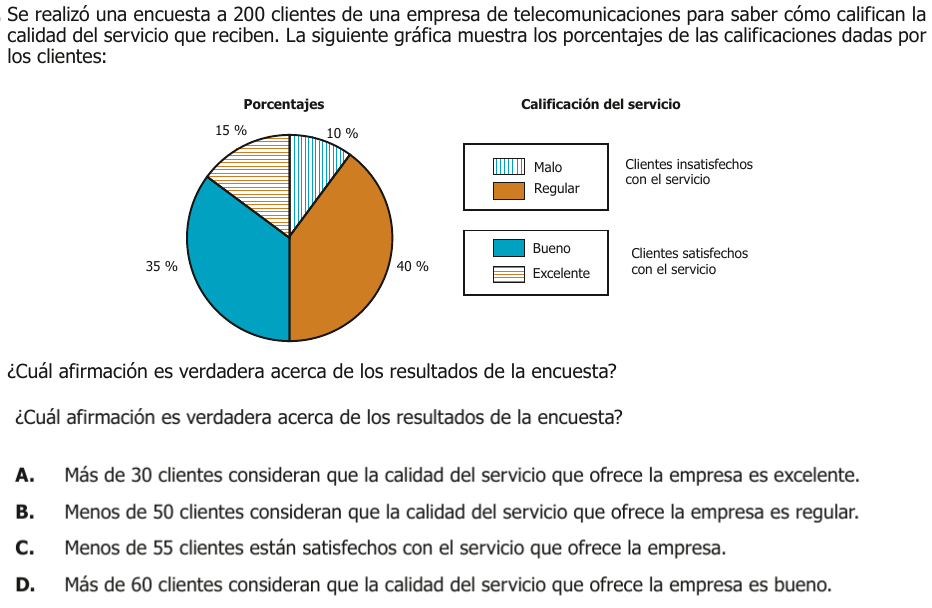 Se realizó una encuesta a 200 clientes de una empresa de telecomunicaciones para saber cómo califican la
calidad del servicio que reciben. La siguiente gráfica muestra los porcentajes de las calificaciones dadas por
los clientes:
Porcentajes
Calificación del servicio
15 %
10 %
35 %
40 %
Malo
Regular
Clientes insatisfechos
con el servicio
Bueno
Excelente
Clientes satisfechos
con el servicio
¿Cuál afirmación es verdadera acerca de los resultados de la encuesta?
¿Cuál afirmación es verdadera acerca de los resultados de la encuesta?
A. Más de 30 clientes consideran que la calidad del servicio que ofrece la empresa es excelente.
B. Menos de 50 clientes consideran que la calidad del servicio que ofrece la empresa es regular.
C. Menos de 55 clientes están satisfechos con el servicio que ofrece la empresa.
D. Más de 60 clientes consideran que la calidad del servicio que ofrece la empresa es bueno.